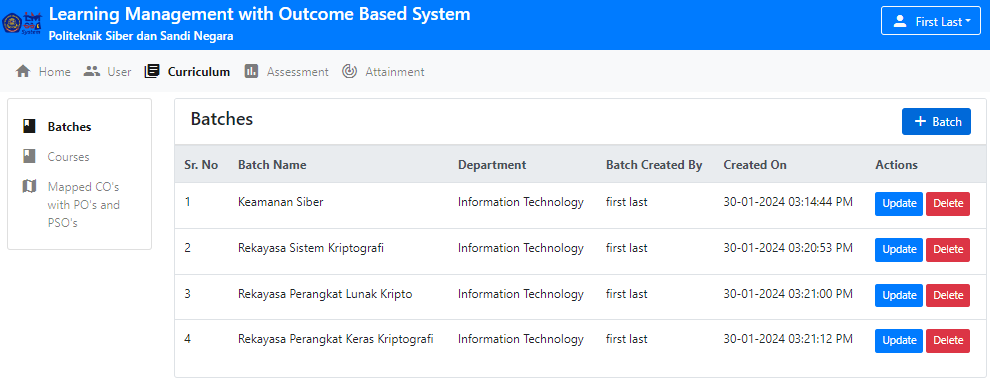 Learning Management with Outcome Based System
Politeknik Siber dan Sandi Negara
First Last
Home User Curriculum Assessment Attainment
Batches
Courses
Mapped CO's
with PO's and
PSO's
Batches
+ Batch
Sr. No Batch Name Department Batch Created By Created On Actions
1 Keamanan Siber Information Technology first last 30-01-2024 03:14:44 PM Update Delete
2 Rekayasa Sistem Kriptografi Information Technology first last 30-01-2024 03:20:53 PM Update Delete
3 Rekayasa Perangkat Lunak Kripto Information Technology first last 30-01-2024 03:21:00 PM Update Delete
4 Rekayasa Perangkat Keras Kriptografi Information Technology first last 30-01-2024 03:21:12 PM Update Delete